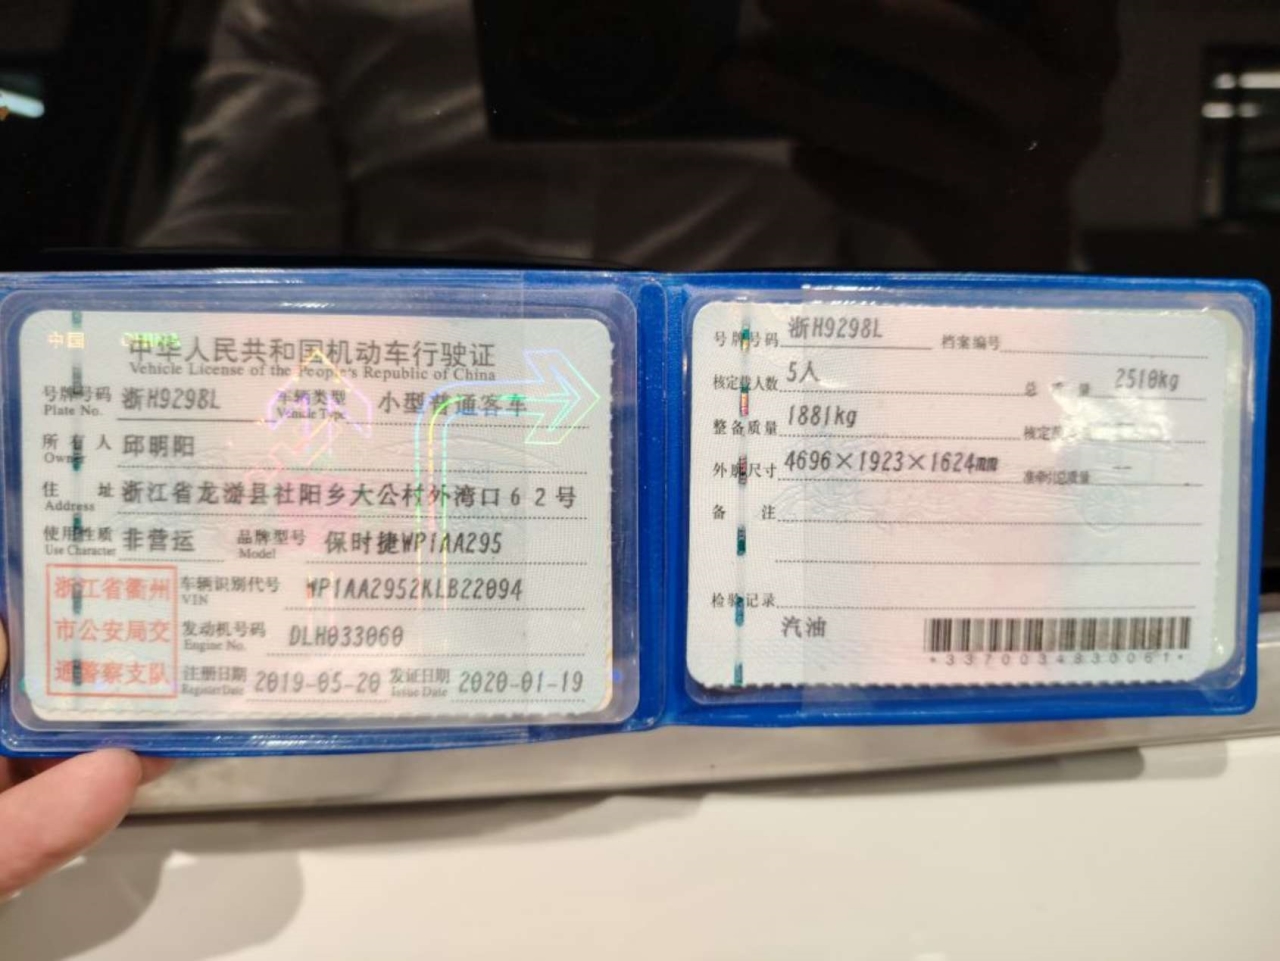 中国 CHINA
中华人民共和国机动车行驶证
Vehicle License of the People's Republic of China
号牌号码 浙H9298L 车辆类型 小型普通客车
Plate No. Vehicle Type
所有人 邱明阳
Owner
住址 浙江省龙游县社阳乡大公村外湾口62号
Address
使用性质 非营运 品牌型号 保时捷WP1AA295
Use Character Model
浙江省衢州
市公安局交
通警察支队
车辆识别代号 WP1AA2952KLB22094
VIN
发动机号码 DLH033060
Engine No.
注册日期 2019-05-20 发证日期 2020-01-19
Register Date Issue Date
号牌号码 浙H9298L 档案编号
核定载人数 5人 总质量 2510kg
整备质量 1881kg 核定
外廓尺寸 4696×1923×1624mm 准牵引总质量 --
备注
检验记录
汽油
*3370034830061*